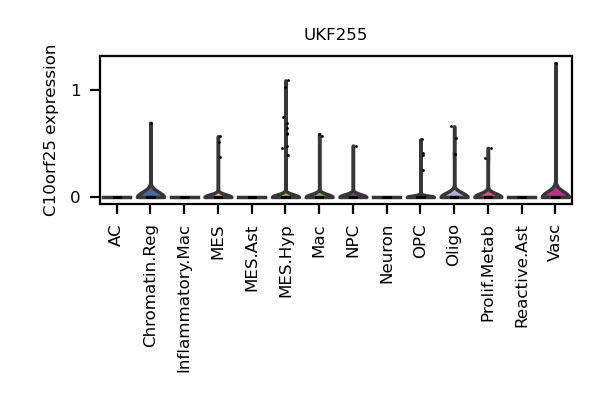 UKF255
C10orf25 expression
1
0
AC
Chromatin.Reg
Inflammatory.Mac
MES
MES.Ast
MES.Hyp
Mac
NPC
Neuron
OPC
Oligo
Prolif.Metab
Reactive.Ast
Vasc